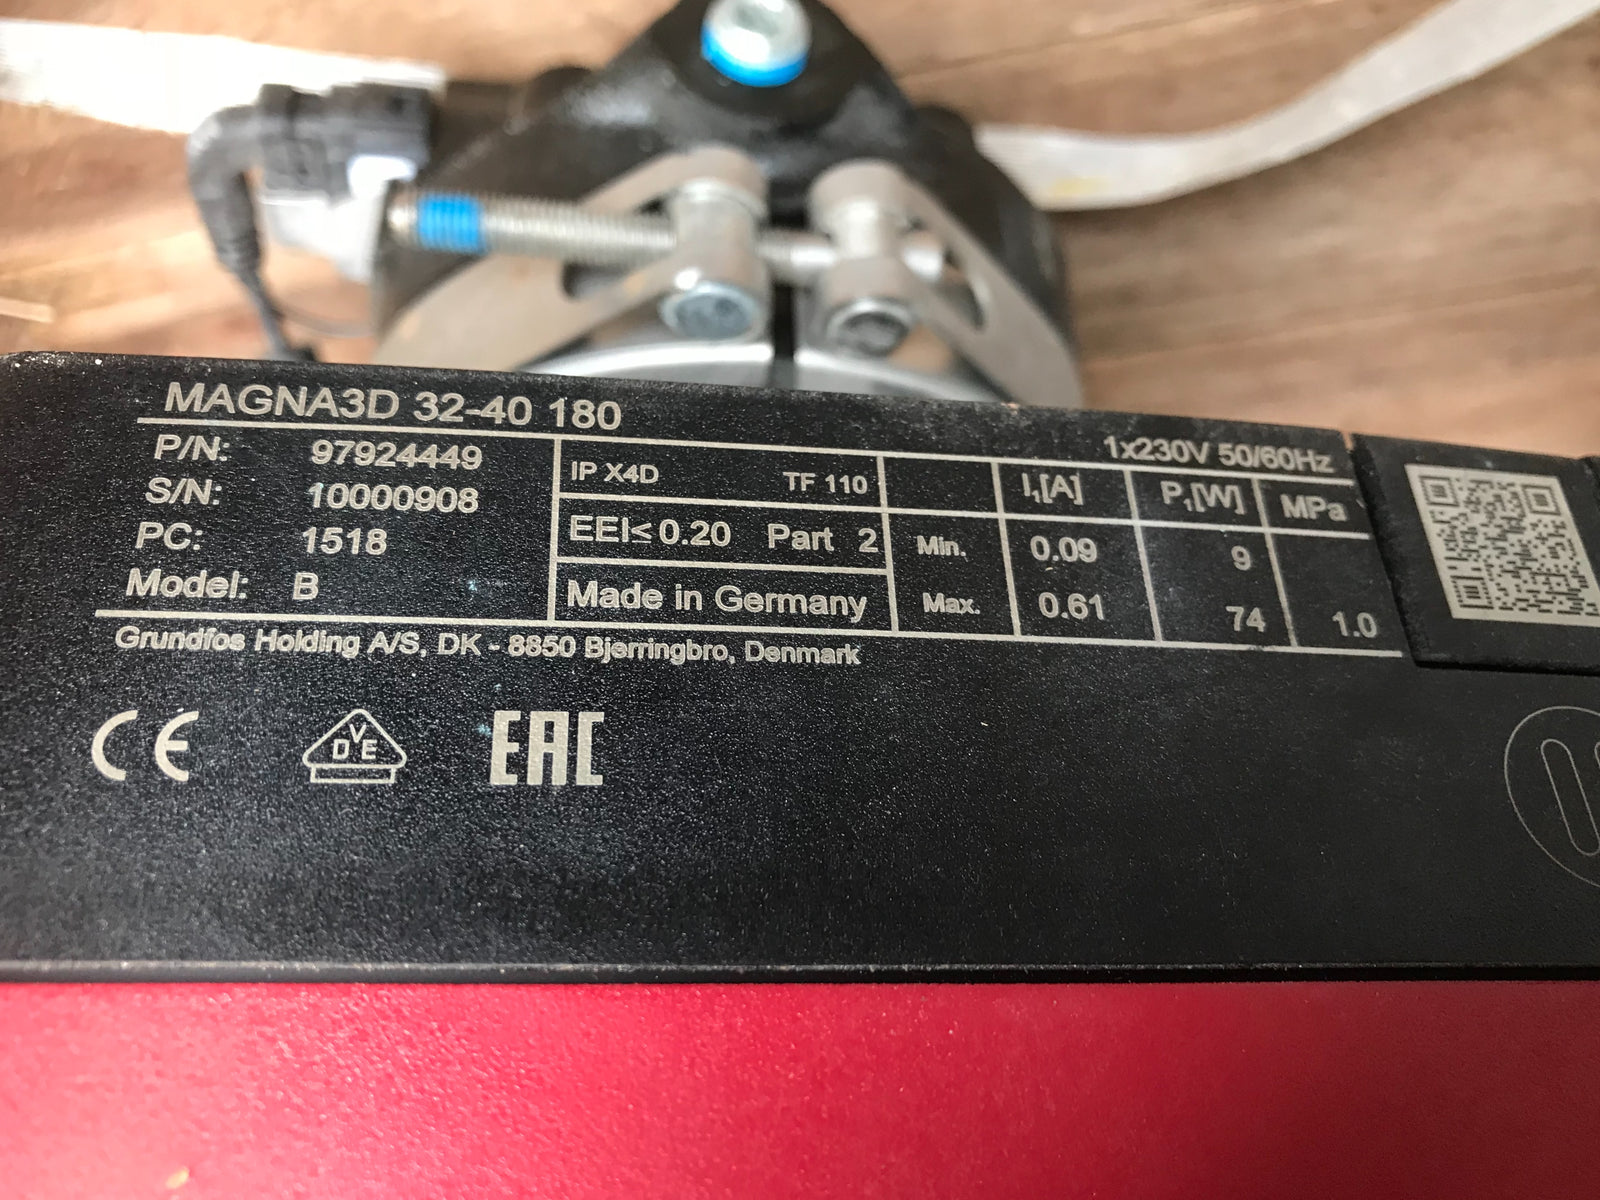 MAGNA3D 32-40 180
1x230V 50/60Hz
P/N: 97924449
S/N: 10000908
PC: 1518
Model: B
IP X4D TF 110
EEI≤0.20 Part 2
Made in Germany
I₁[A] P₁[W] MPa
Min. 0.09 9
Max. 0.61 74 1.0
Grundfos Holding A/S, DK - 8850 Bjerringbro, Denmark
CE
VDE
EAC